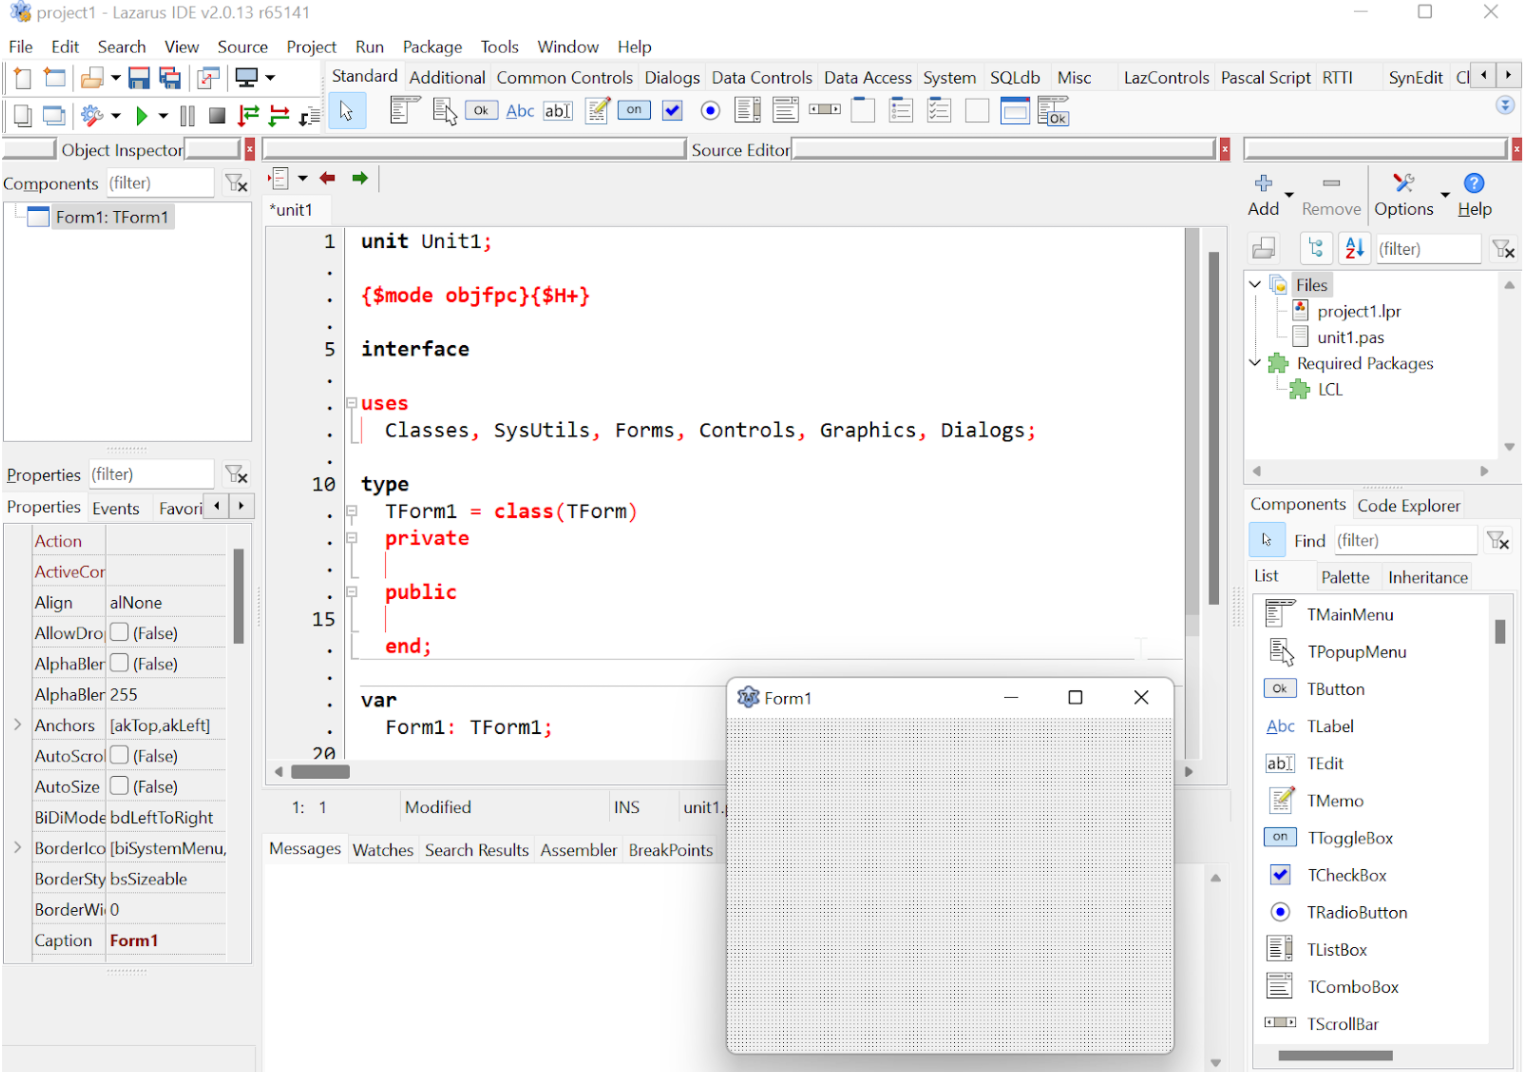 project1 - Lazarus IDE v2.0.13 r65141
File Edit Search View Source Project Run Package Tools Window Help
Standard Additional Common Controls Dialogs Data Controls Data Access System SQLdb Misc LazControls Pascal Script RTTI SynEdit
Ok Abc ab on Ok
Object Inspector
Components (filter)
Form1: TForm1
Properties (filter)
Properties Events Favori
Action
ActiveCor
Align alNone
AllowDro (False)
AlphaBler (False)
AlphaBler 255
Anchors [akTop,akLeft]
AutoScrol (False)
AutoSize (False)
BiDiMode bdLeftToRight
BorderIco [biSystemMenu,
BorderSty bsSizeable
BorderWi 0
Caption Form1
Source Editor
*unit1
1 unit Unit1;
.
. {$mode objfpc}{$H+}
.
5 interface
.
. uses
. Classes, SysUtils, Forms, Controls, Graphics, Dialogs;
.
10 type
. TForm1 = class(TForm)
. private
.
. public
15
. end;
.
. var
. Form1: TForm1;
20
1: 1 Modified INS unit1.
Messages Watches Search Results Assembler BreakPoints
Form1
Add Remove Options Help
A Z (filter)
Files
project1.lpr
unit1.pas
Required Packages
LCL
Components Code Explorer
Find (filter)
List Palette Inheritance
TMainMenu
TPopupMenu
Ok TButton
Abc TLabel
ab TEdit
TMemo
on TToggleBox
TCheckBox
TRadioButton
TListBox
TComboBox
TScrollBar